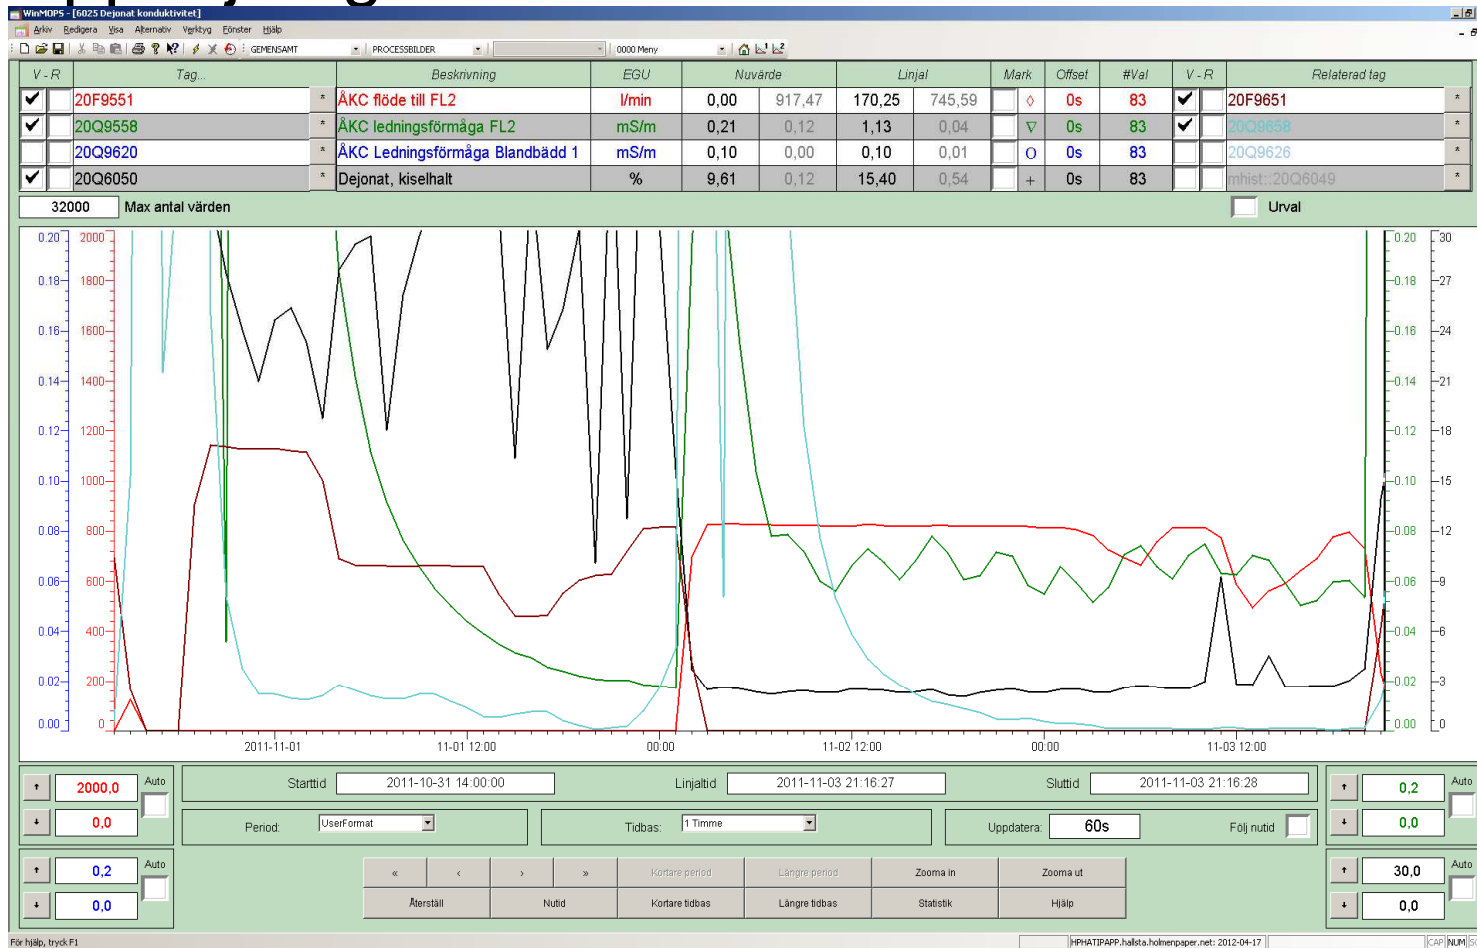 WinMOPS - [6025 Dejonat konduktivitet]
Arkiv Redigera Visa Alternativ Verktyg Fönster Hjälp
GEMENSAMT PROCESSBILDER 0000 Meny
V - R Tag... Beskrivning EGU Nuvärde Linjal Mark Offset #Val V - R Relaterad tag
20F9551 * ÅKC flöde till FL2 l/min 0,00 917,47 170,25 745,59 ◊ 0s 83 20F9651 *
20Q9558 * ÅKC ledningsförmåga FL2 mS/m 0,21 0,12 1,13 0,04 ∇ 0s 83 20Q9658 *
20Q9620 * ÅKC Ledningsförmåga Blandbädd 1 mS/m 0,10 0,00 0,10 0,01 O 0s 83 20Q9626 *
20Q6050 * Dejonat, kiselhalt % 9,61 0,12 15,40 0,54 + 0s 83 mhist::20Q6049 *
32000 Max antal värden Urval
0.20 2000 0.20 30
0.18 1800 0.18 27
0.16 1600 0.16 24
0.14 1400 0.14 21
0.12 1200 0.12 18
0.10 1000 0.10 15
0.08 800 0.08 12
0.06 600 0.06 9
0.04 400 0.04 6
0.02 200 0.02 3
0.00 0 0.00 0
2011-11-01 11-01 12:00 00:00 11-02 12:00 00:00 11-03 12:00
2000,0 Auto Starttid 2011-10-31 14:00:00 Linjaltid 2011-11-03 21:16:27 Sluttid 2011-11-03 21:16:28 0,2 Auto
0,0 Period: UserFormat Tidbas: 1 Timme Uppdatera: 60s Följ nutid 0,0
0,2 Auto « ‹ › » Kortare period Längre period Zooma in Zooma ut 30,0 Auto
0,0 Återställ Nutid Kortare tidbas Längre tidbas Statistik Hjälp 0,0
För hjälp, tryck F1 HPHATIPAPP.hallsta.holmenpaper.net: 2012-04-17 CAP NUM